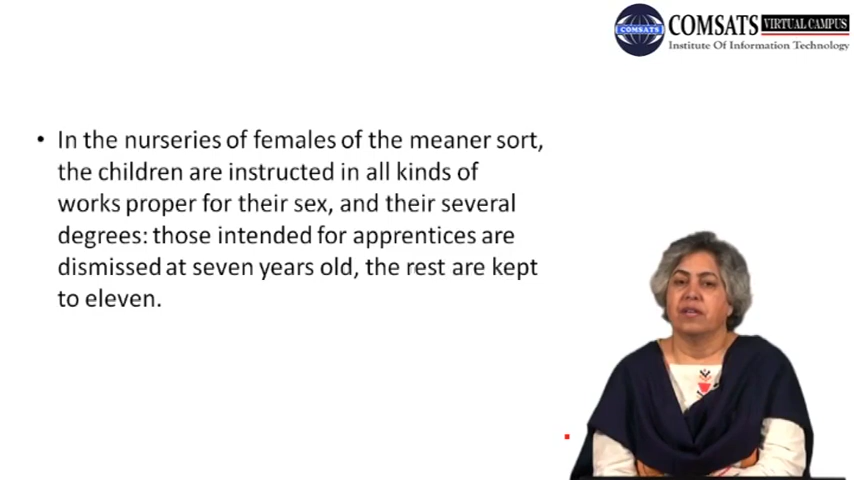 COMSATS VIRTUAL CAMPUS
COMSATS
Institute Of Information Technology
• In the nurseries of females of the meaner sort,
the children are instructed in all kinds of
works proper for their sex, and their several
degrees: those intended for apprentices are
dismissed at seven years old, the rest are kept
to eleven.